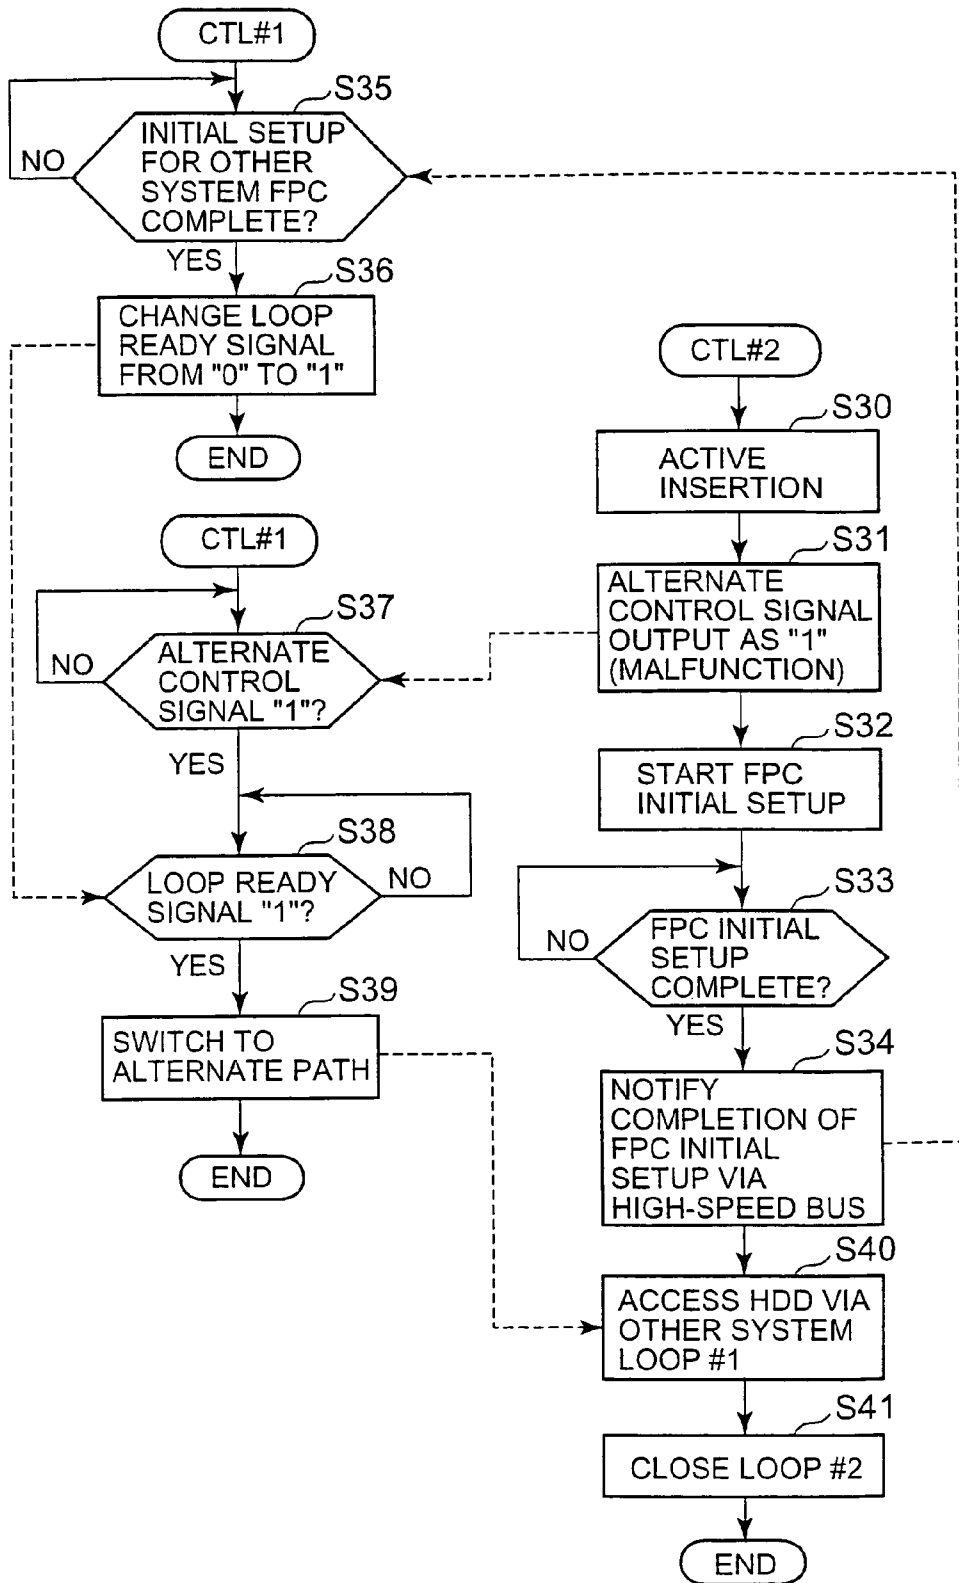 CTL#1
S35
INITIAL SETUP
FOR OTHER
SYSTEM FPC
COMPLETE?
NO
YES
S36
CHANGE LOOP
READY SIGNAL
FROM "0" TO "1"
END
CTL#1
S37
ALTERNATE
CONTROL
SIGNAL "1"?
NO
YES
S38
LOOP READY
SIGNAL "1"?
NO
YES
S39
SWITCH TO
ALTERNATE PATH
END
CTL#2
S30
ACTIVE
INSERTION
S31
ALTERNATE
CONTROL SIGNAL
OUTPUT AS "1"
(MALFUNCTION)
S32
START FPC
INITIAL SETUP
S33
FPC INITIAL
SETUP
COMPLETE?
NO
YES
S34
NOTIFY
COMPLETION OF
FPC INITIAL
SETUP VIA
HIGH-SPEED BUS
S40
ACCESS HDD VIA
OTHER SYSTEM
LOOP #1
S41
CLOSE LOOP #2
END